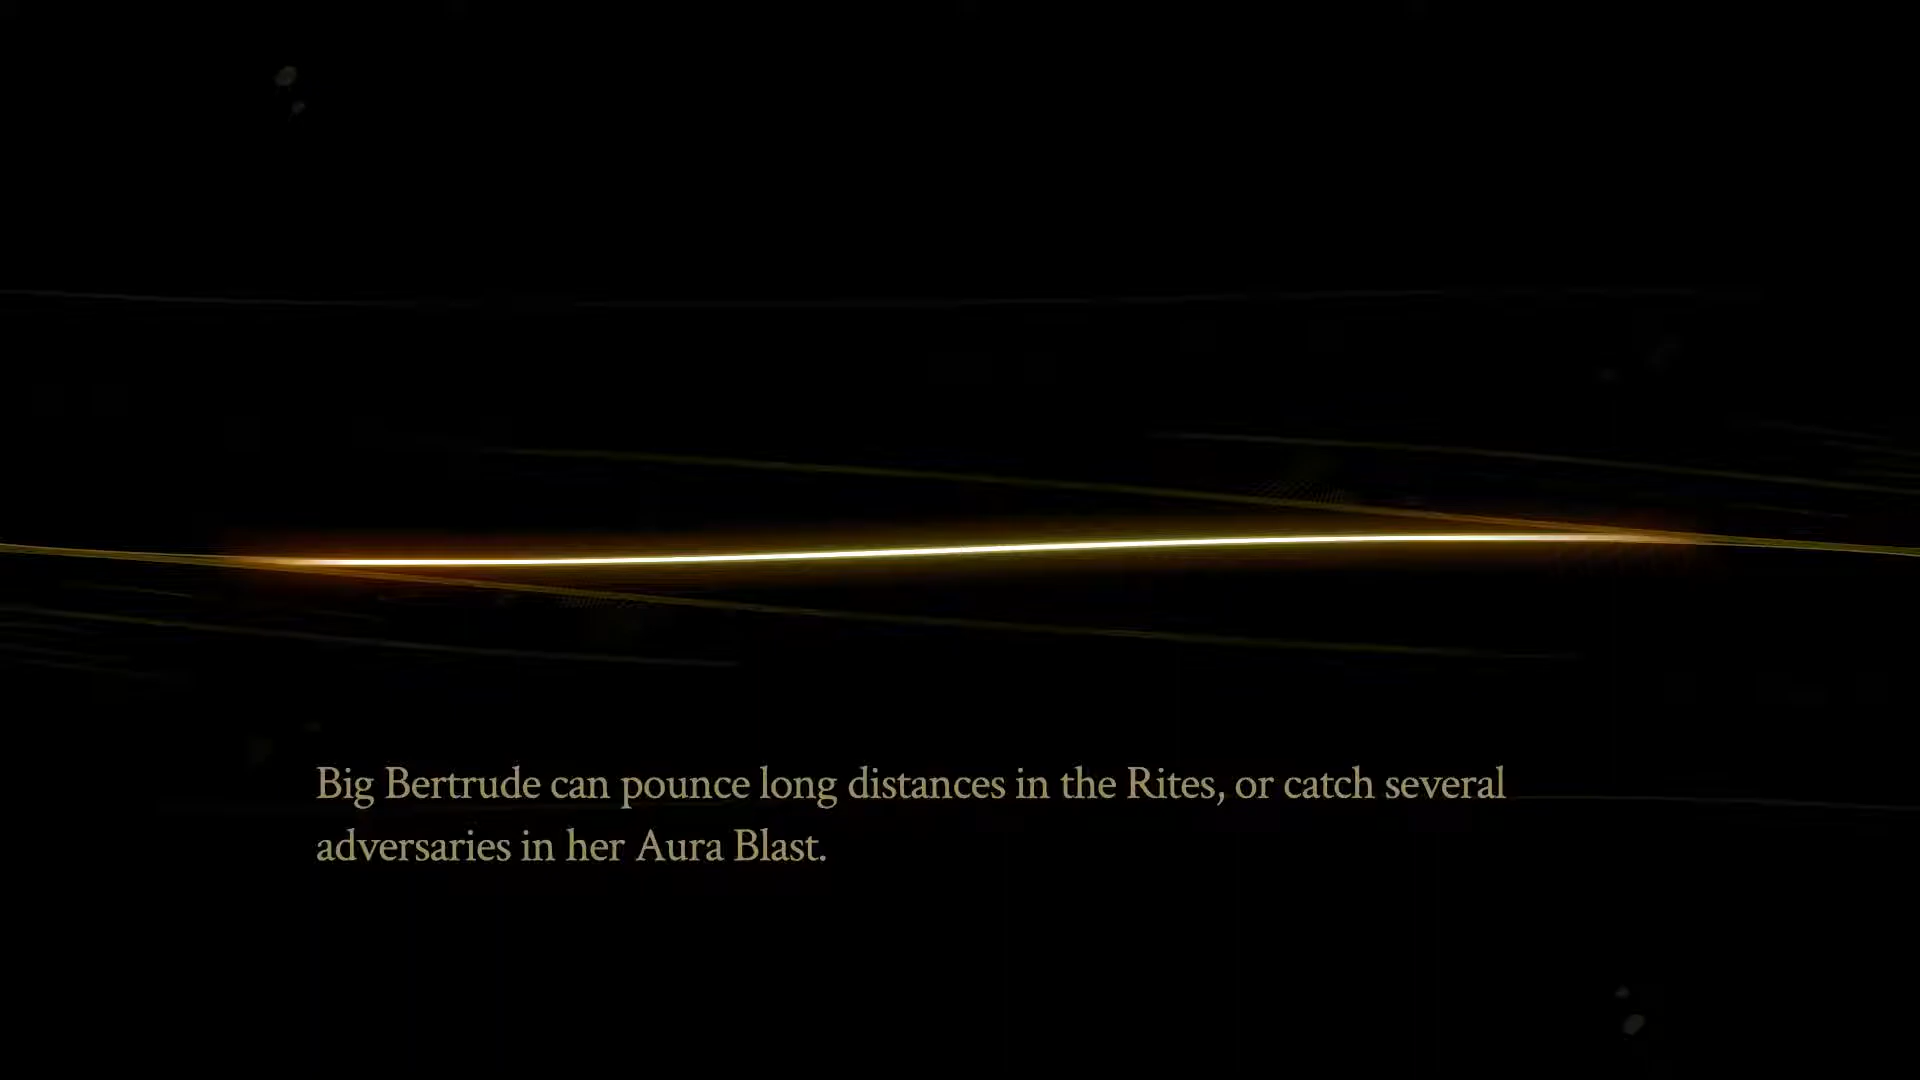 Big Bertrude can pounce long distances in the Rites, or catch several
adversaries in her Aura Blast.